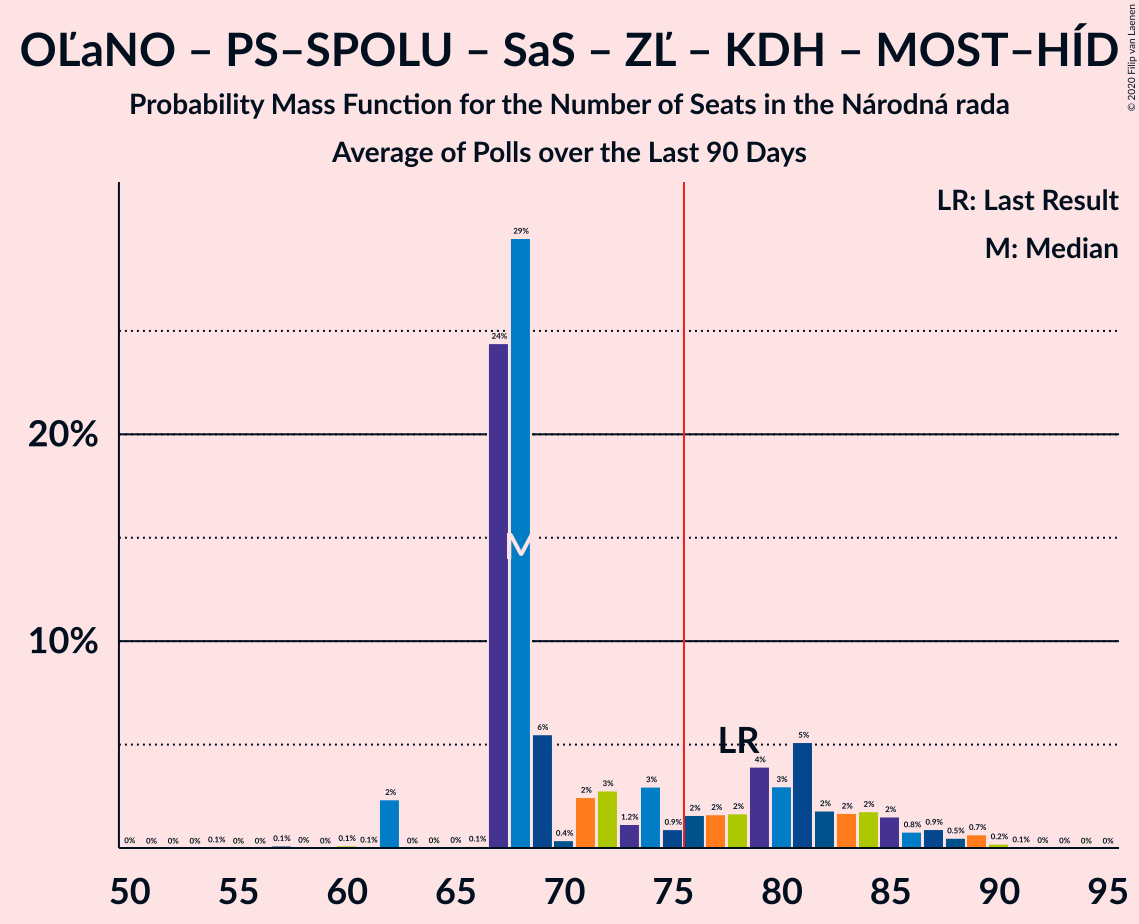 OĽaNO – PS–SPOLU – SaS – ZĽ – KDH – MOST–HÍD
Probability Mass Function for the Number of Seats in the Národná rada
Average of Polls over the Last 90 Days
© 2020 Filip van Laenen
LR: Last Result
M: Median
29%
24%
20%
M
10%
LR
6%
5%
4%
0% 0% 0% 0% 0.1% 0% 0% 0.1% 0% 0% 0.1% 0.1% 2% 0% 0% 0% 0.1% 0.4% 2% 3% 1.2% 3% 0.9% 2% 2% 2% 3% 2% 2% 2% 2% 0.8% 0.9% 0.5% 0.7% 0.2% 0.1% 0% 0% 0% 0%
50 55 60 65 70 75 80 85 90 95